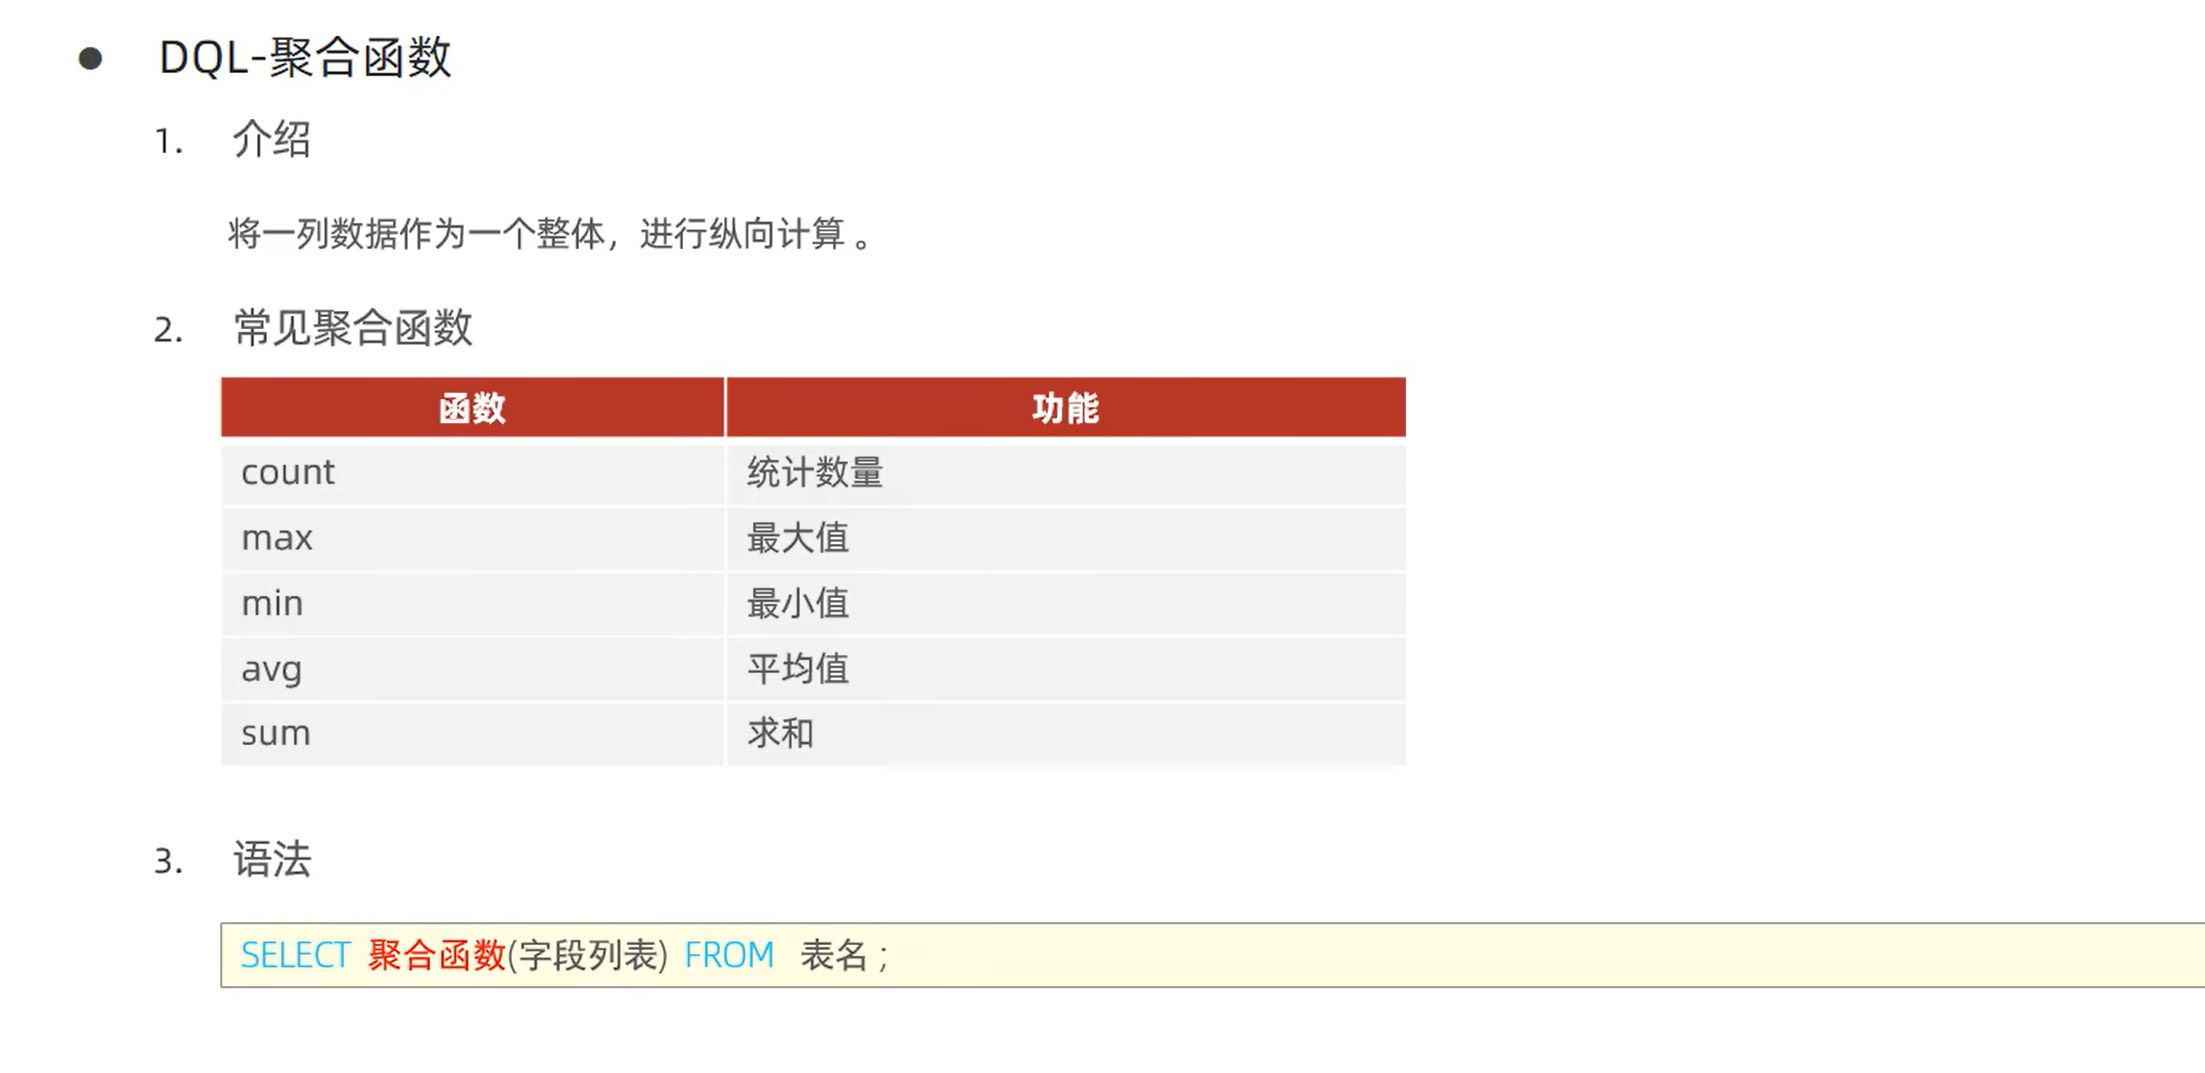 ● DQL-聚合函数
1. 介绍
将一列数据作为一个整体，进行纵向计算 。
2. 常见聚合函数
函数 功能
count 统计数量
max 最大值
min 最小值
avg 平均值
sum 求和
3. 语法
SELECT 聚合函数(字段列表) FROM 表名 ;